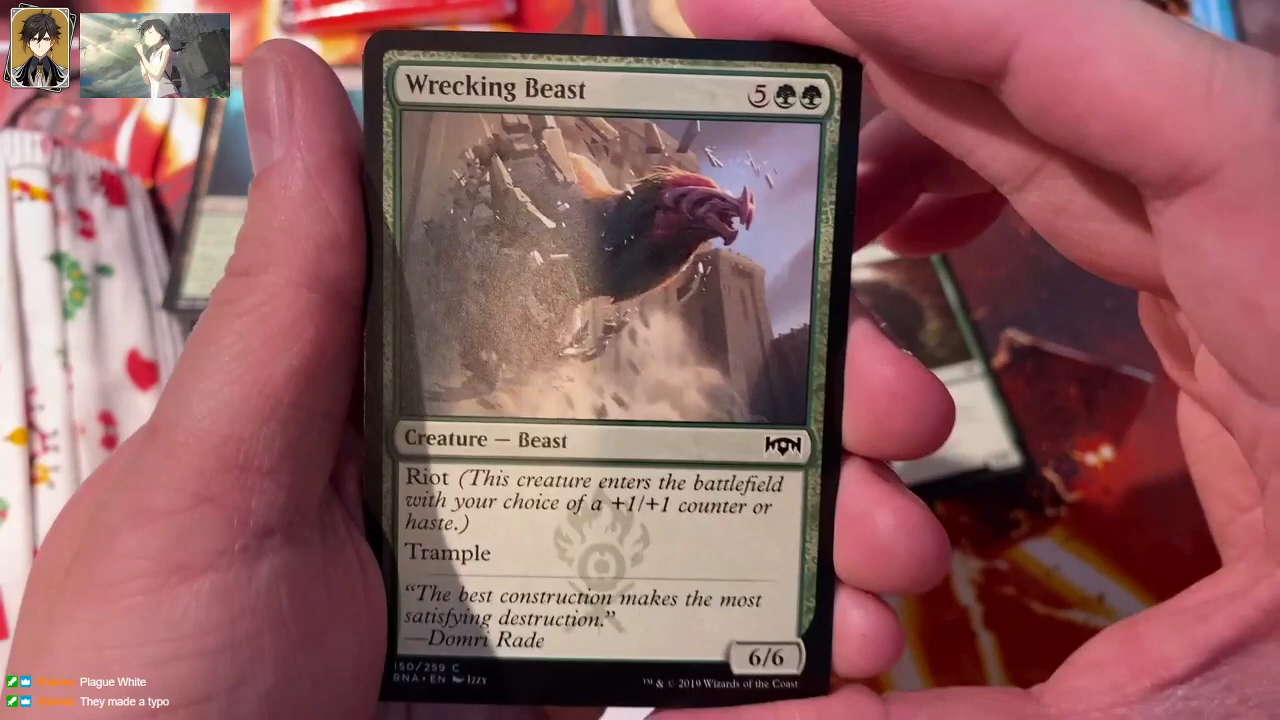 Wrecking Beast 5
Creature — Beast
Riot (This creature enters the battlefield
with your choice of a +1/+1 counter or
haste.)
Trample
“The best construction makes the most
satisfying destruction.”
—Domri Rade
6/6
150/259 C
RNA • EN Izzy
™ & © 2019 Wizards of the Coast
Plague White
They made a typo